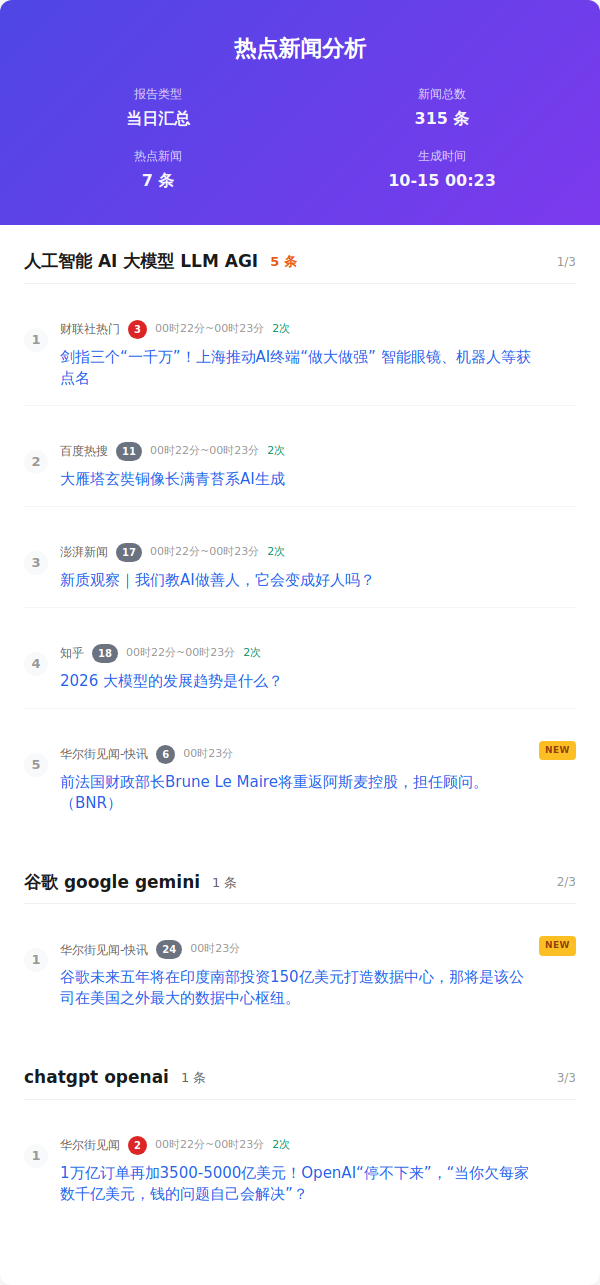 热点新闻分析
报告类型
新闻总数
当日汇总
315 条
热点新闻
生成时间
7 条
10-15 00:23
人工智能 AI 大模型 LLM AGI 5 条 1/3
1 财联社热门 3 00时22分~00时23分 2次
剑指三个“一千万”！上海推动AI终端“做大做强” 智能眼镜、机器人等获
点名
2 百度热搜 11 00时22分~00时23分 2次
大雁塔玄奘铜像长满青苔系AI生成
3 澎湃新闻 17 00时22分~00时23分 2次
新质观察｜我们教AI做善人，它会变成好人吗？
4 知乎 18 00时22分~00时23分 2次
2026 大模型的发展趋势是什么？
5 华尔街见闻-快讯 6 00时23分 NEW
前法国财政部长Brune Le Maire将重返阿斯麦控股，担任顾问。
（BNR）
谷歌 google gemini 1 条 2/3
1 华尔街见闻-快讯 24 00时23分 NEW
谷歌未来五年将在印度南部投资150亿美元打造数据中心，那将是该公
司在美国之外最大的数据中心枢纽。
chatgpt openai 1 条 3/3
1 华尔街见闻 2 00时22分~00时23分 2次
1万亿订单再加3500-5000亿美元！OpenAI“停不下来”，“当你欠每家
数千亿美元，钱的问题自己会解决”？